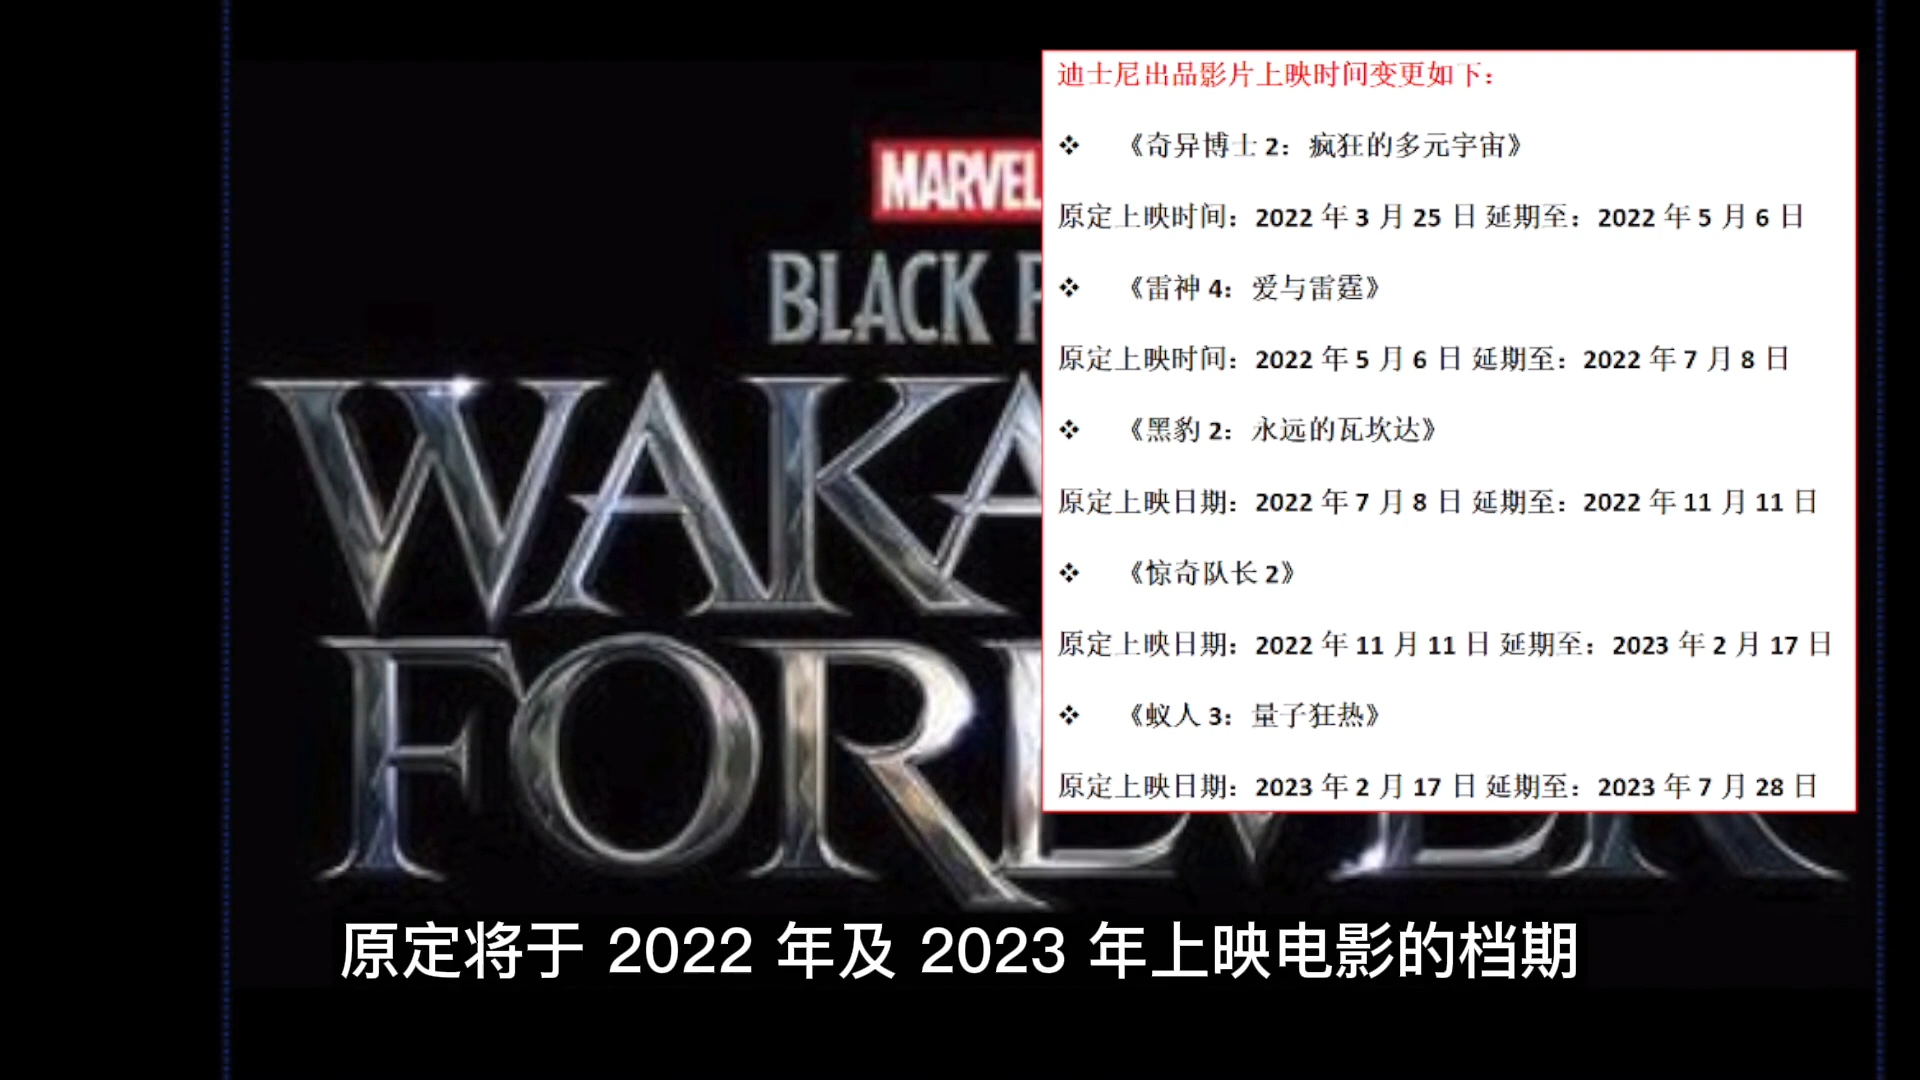 MARVEL
BLACK
WAKA
FOREVER
迪士尼出品影片上映时间变更如下：
❖ 《奇异博士 2：疯狂的多元宇宙》
原定上映时间：2022 年 3 月 25 日 延期至：2022 年 5 月 6 日
❖ 《雷神 4：爱与雷霆》
原定上映时间：2022 年 5 月 6 日 延期至：2022 年 7 月 8 日
❖ 《黑豹 2：永远的瓦坎达》
原定上映日期：2022 年 7 月 8 日 延期至：2022 年 11 月 11 日
❖ 《惊奇队长 2》
原定上映日期：2022 年 11 月 11 日 延期至：2023 年 2 月 17 日
❖ 《蚁人 3：量子狂热》
原定上映日期：2023 年 2 月 17 日 延期至：2023 年 7 月 28 日
原定将于 2022 年及 2023 年上映电影的档期